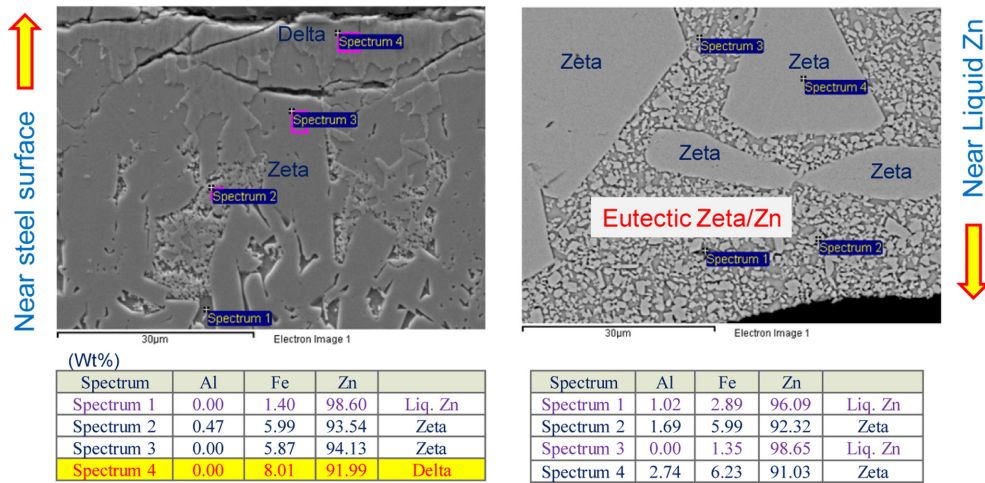 Near steel surface
Delta
Spectrum 4
Spectrum 3
Zeta
Spectrum 2
Spectrum 1
30μm
Electron Image 1
Zeta
Spectrum 3
Zeta
Spectrum 4
Zeta
Zeta
Eutectic Zeta/Zn
Spectrum 2
Spectrum 1
30μm
Electron Image 1
Near Liquid Zn
(Wt%)
Spectrum Al Fe Zn
Spectrum 1 0.00 1.40 98.60 Liq. Zn
Spectrum 2 0.47 5.99 93.54 Zeta
Spectrum 3 0.00 5.87 94.13 Zeta
Spectrum 4 0.00 8.01 91.99 Delta
Spectrum Al Fe Zn
Spectrum 1 1.02 2.89 96.09 Liq. Zn
Spectrum 2 1.69 5.99 92.32 Zeta
Spectrum 3 0.00 1.35 98.65 Liq. Zn
Spectrum 4 2.74 6.23 91.03 Zeta